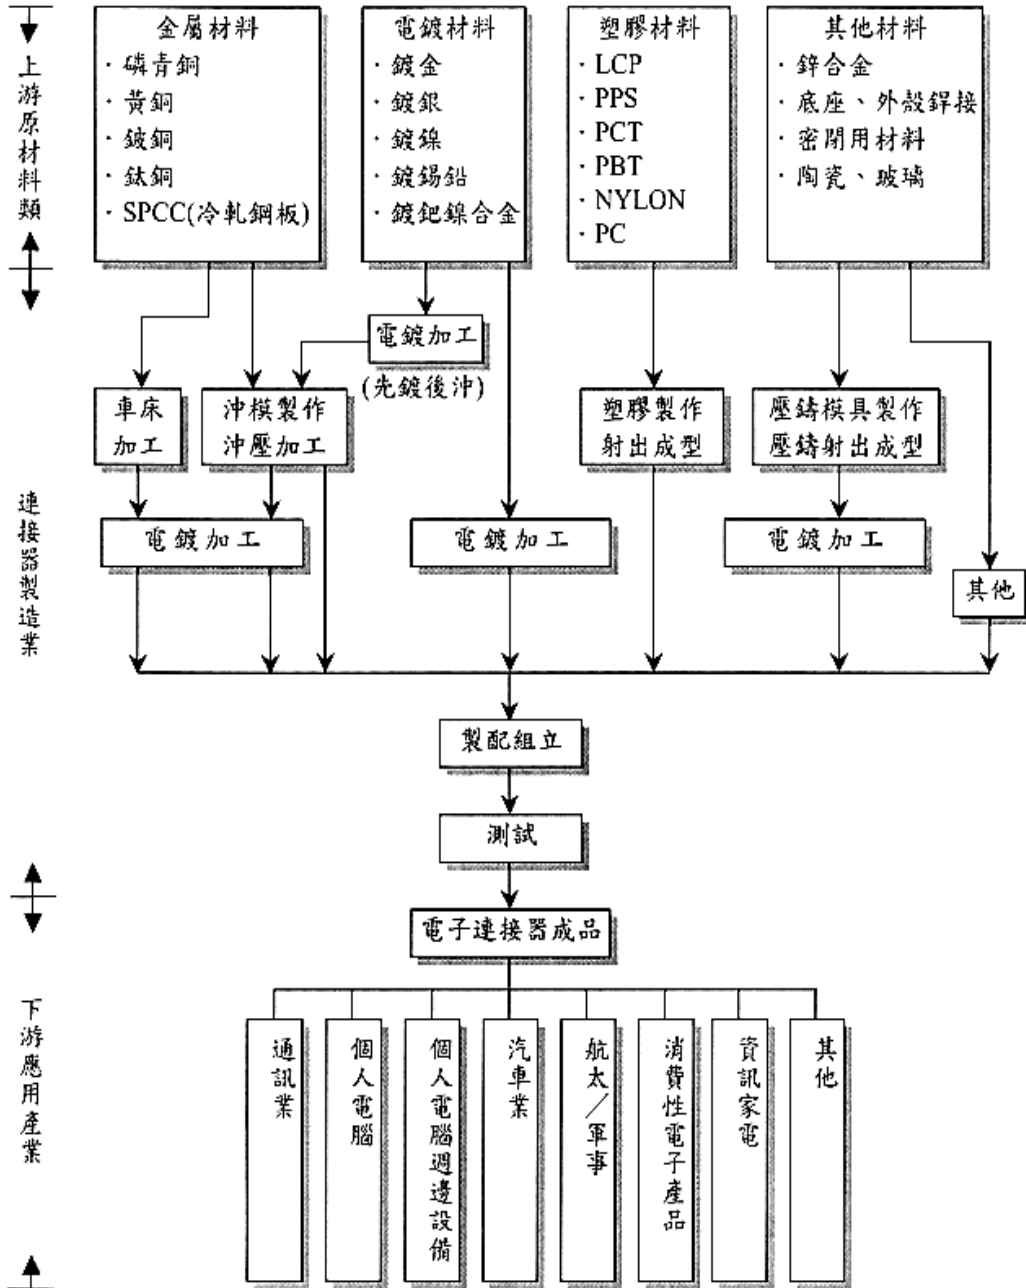 上游原材料類
金屬材料
·磷青銅
·黃銅
·鈹銅
·鈦銅
·SPCC(冷軋鋼板)
電鍍材料
·鍍金
·鍍銀
·鍍鎳
·鍍錫鉛
·鍍鈀鎳合金
塑膠材料
·LCP
·PPS
·PCT
·PBT
·NYLON
·PC
其他材料
·鋅合金
·底座、外殼銲接
·密閉用材料
·陶瓷、玻璃
連接器製造業
電鍍加工
(先鍍後沖)
車床
加工
沖模製作
沖壓加工
塑膠製作
射出成型
壓鑄模具製作
壓鑄射出成型
電鍍加工
電鍍加工
電鍍加工
其他
製配組立
測試
電子連接器成品
下游應用產業
通訊業
個人電腦
個人電腦週邊設備
汽車業
航太／軍事
消費性電子產品
資訊家電
其他